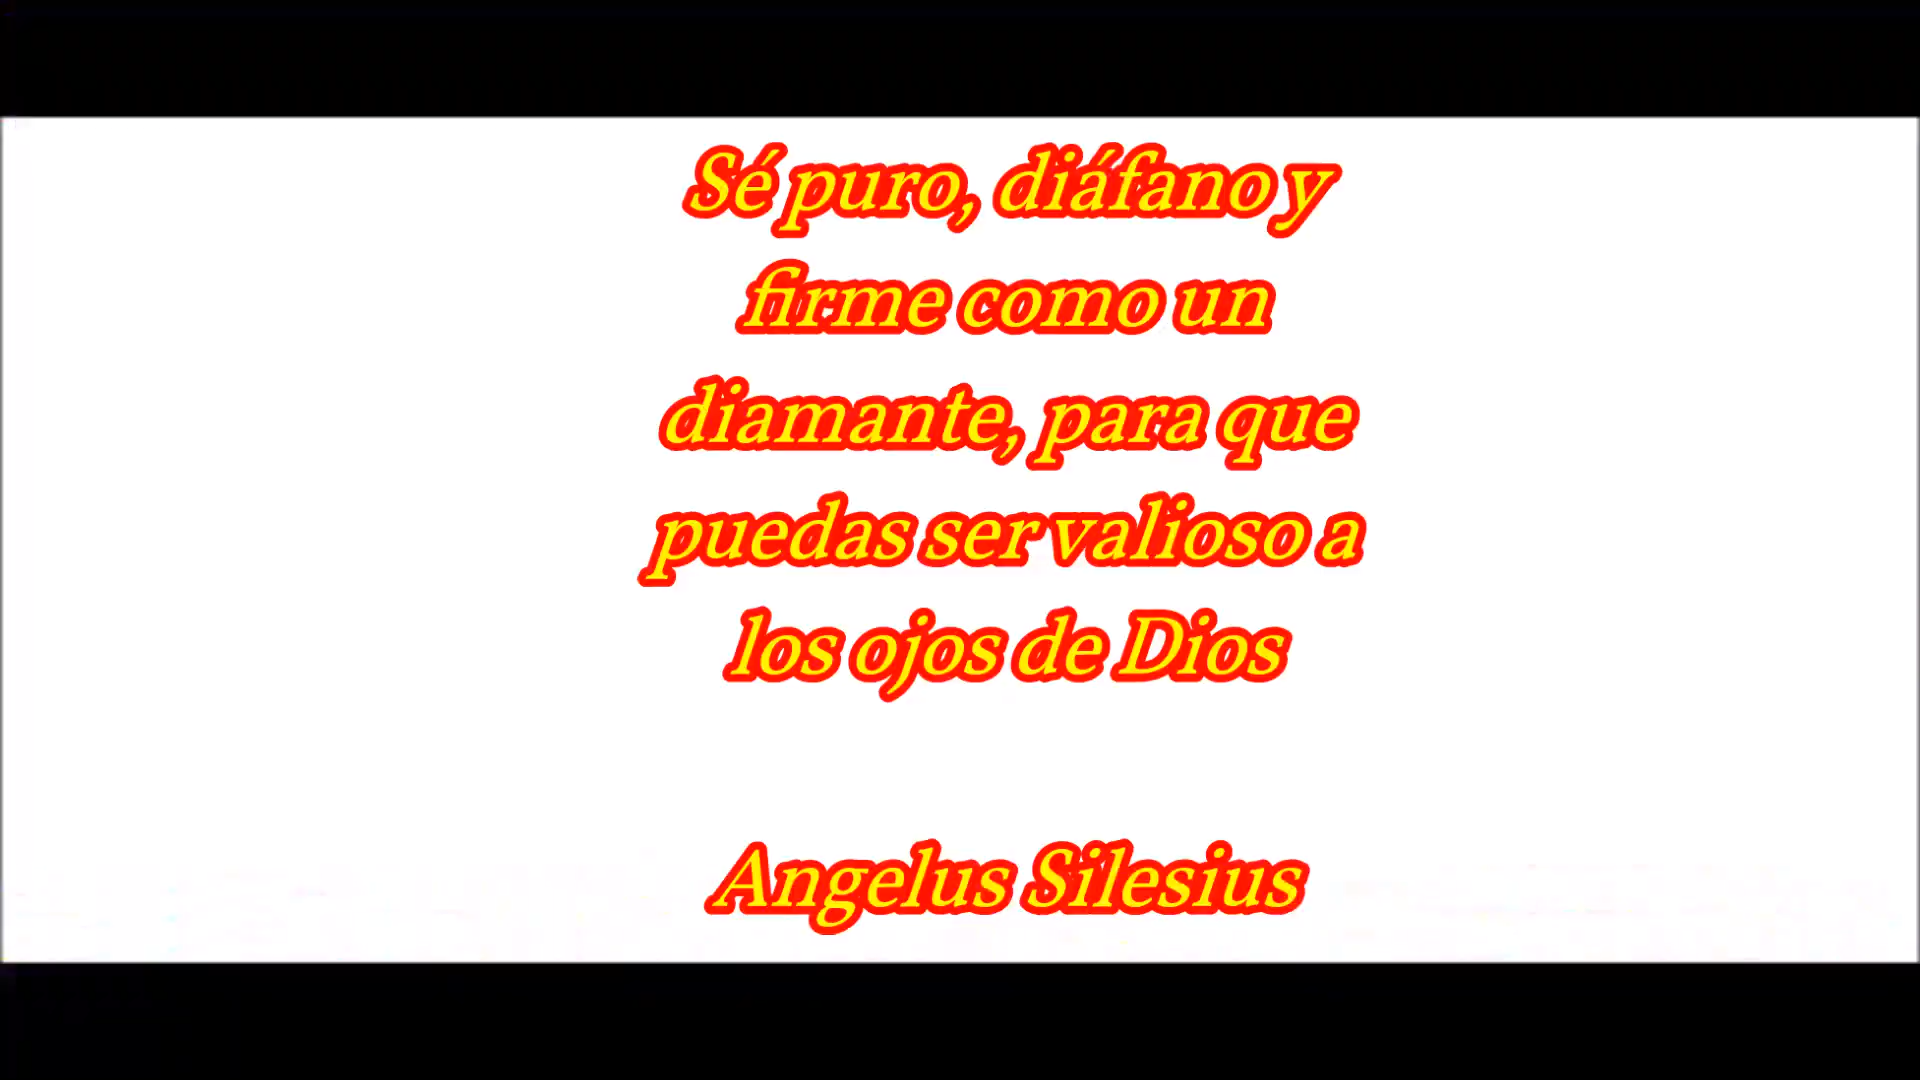 Sé puro, diáfano y
firme como un
diamante, para que
puedas ser valioso a
los ojos de Dios
Angelus Silesius